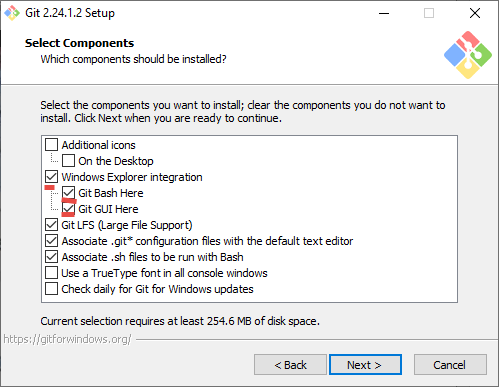 Git 2.24.1.2 Setup
Select Components
Which components should be installed?
Select the components you want to install; clear the components you do not want to
install. Click Next when you are ready to continue.
Additional icons
On the Desktop
Windows Explorer integration
Git Bash Here
Git GUI Here
Git LFS (Large File Support)
Associate .git* configuration files with the default text editor
Associate .sh files to be run with Bash
Use a TrueType font in all console windows
Check daily for Git for Windows updates
Current selection requires at least 254.6 MB of disk space.
https://gitforwindows.org/
< Back
Next >
Cancel